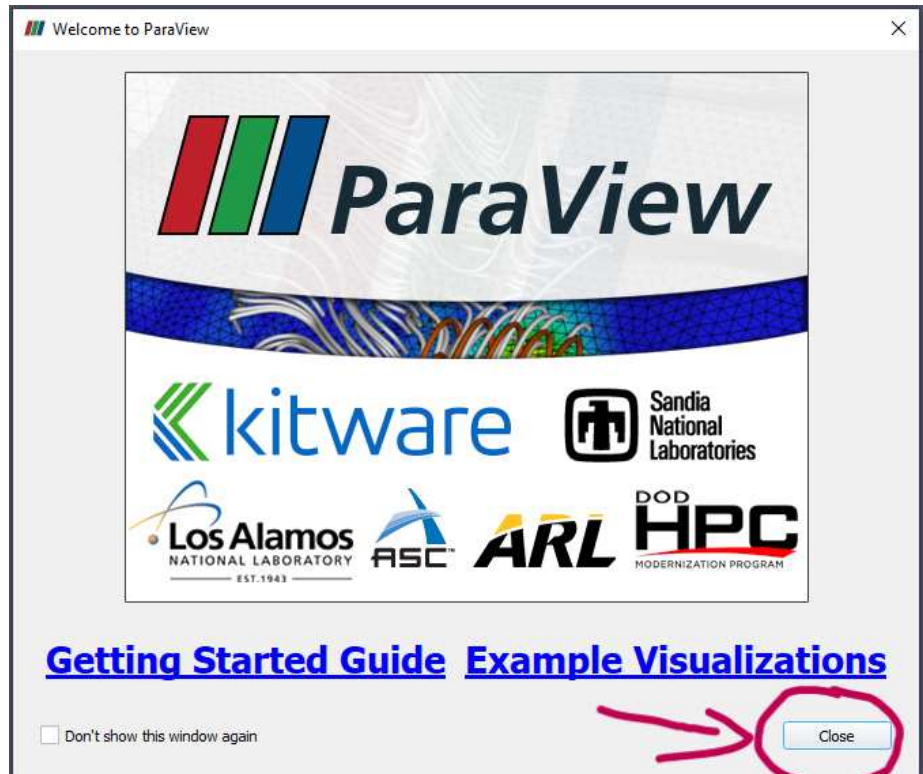 Welcome to ParaView
ParaView
kitware
Sandia
National
Laboratories
Los Alamos
NATIONAL LABORATORY
EST.1943
ASC™
ARL
DOD
HPC
MODERNIZATION PROGRAM
Getting Started Guide Example Visualizations
Don't show this window again
Close